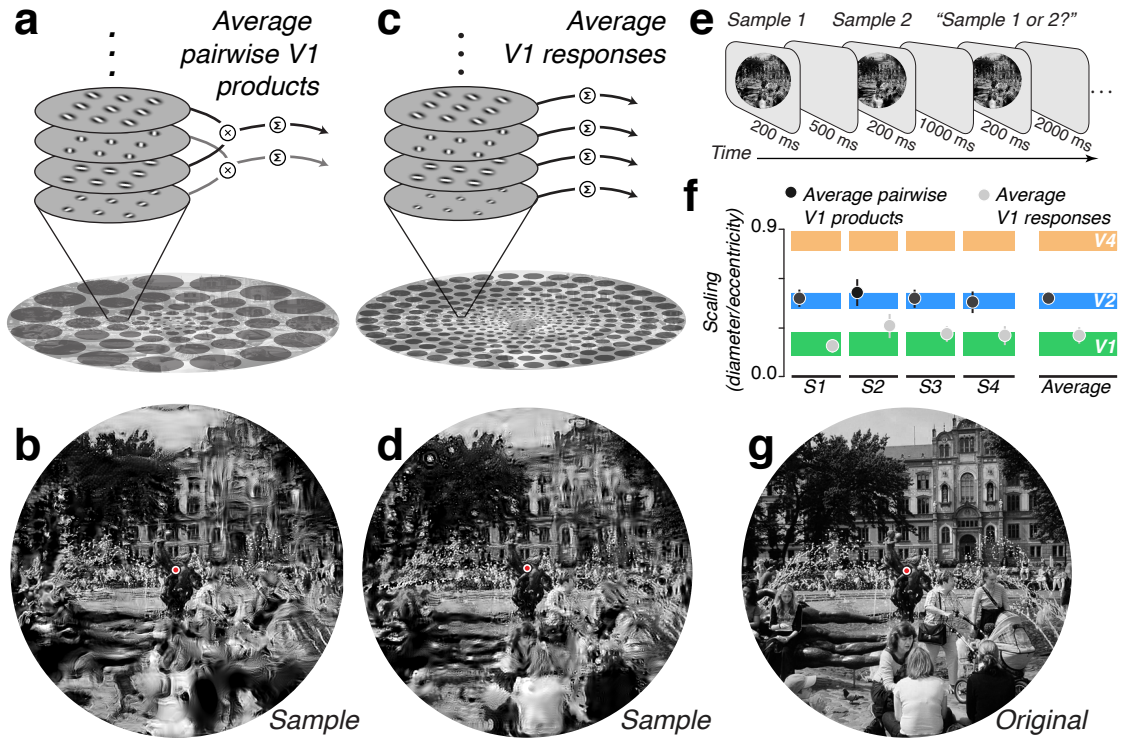 a
Average
pairwise V1
products
×
Σ
×
Σ
c
Average
V1 responses
Σ
Σ
Σ
Σ
e
Sample 1
Sample 2
“Sample 1 or 2?”
200 ms
500 ms
200 ms
1000 ms
200 ms
2000 ms
...
Time
f
Average pairwise
V1 products
Average
V1 responses
Scaling
(diameter/eccentricity)
0.9
0.0
V4
V2
V1
S1
S2
S3
S4
Average
b
Sample
d
Sample
g
Original